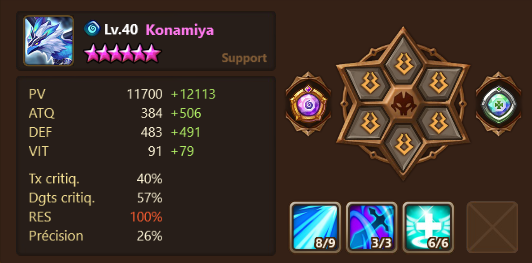 Lv.40 Konamiya
Support
PV 11700 +12113
ATQ 384 +506
DEF 483 +491
VIT 91 +79
Tx critiq. 40%
Dgts critiq. 57%
RES 100%
Précision 26%
8/9 3/3 6/6